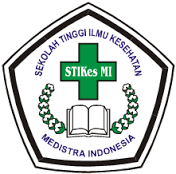 SEKOLAH TINGGI ILMU KESEHATAN
STIKes MI
MEDISTRA INDONESIA